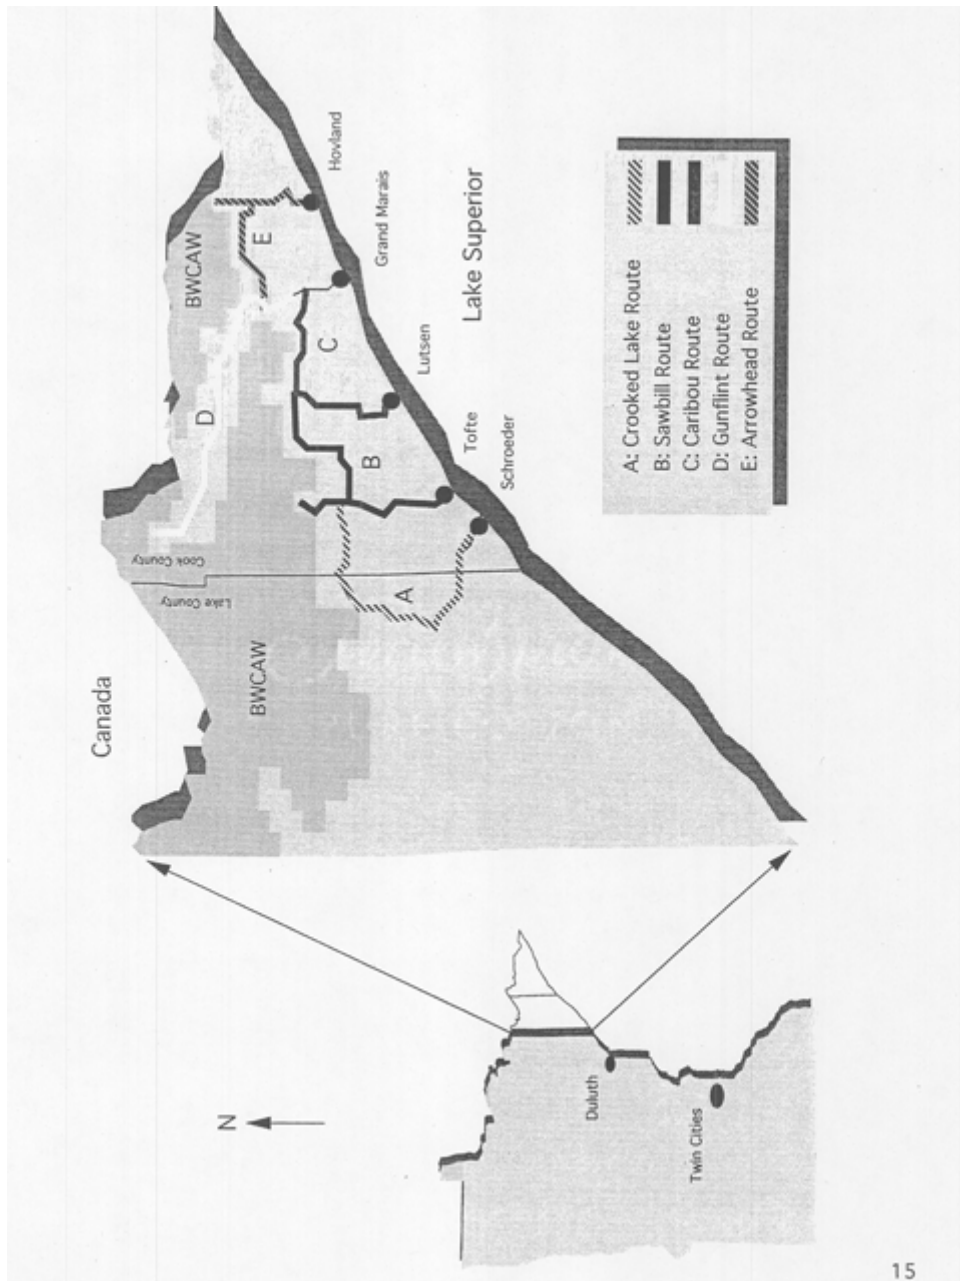 Canada
BWCAW
BWCAW
Lake County
Cook County
D
E
C
B
A
Hovland
Grand Marais
Lutsen
Tofte
Schroeder
Lake Superior
A: Crooked Lake Route
B: Sawbill Route
C: Caribou Route
D: Gunflint Route
E: Arrowhead Route
N
Duluth
Twin Cities
15